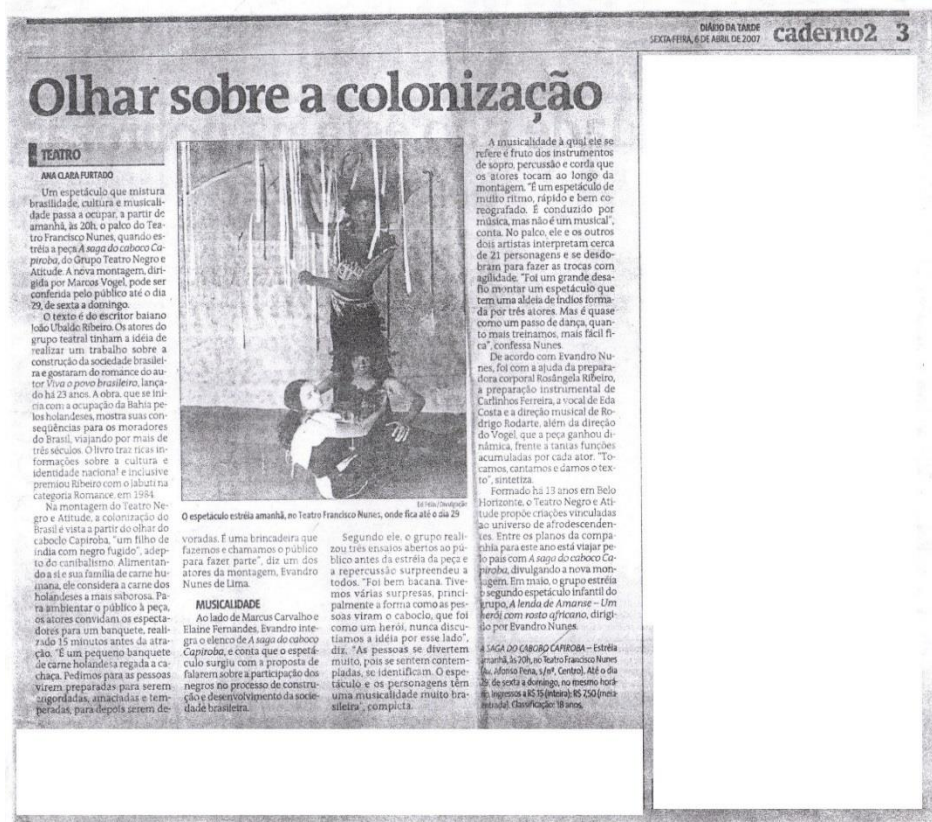 DIÁRIO DA TARDE
SEXTA-FEIRA, 6 DE ABRIL DE 2007
caderno2 3
Olhar sobre a colonização
TEATRO
ANA CLARA FURTADO
Um espetáculo que mistura
brasilidade, cultura e musicali-
dade passa a ocupar, a partir de
amanhã, às 20h, o palco do Tea-
tro Francisco Nunes, quando es-
tréia a peça A saga do caboco Ca-
piroba, do Grupo Teatro Negro e
Atitude. A nova montagem, diri-
gida por Marcos Vogel, pode ser
conferida pelo público até o dia
29, de sexta a domingo.
O texto é do escritor baiano
João Ubaldo Ribeiro. Os atores do
grupo teatral tinham a idéia de
realizar um trabalho sobre a
construção da sociedade brasilei-
ra e gostaram do romance do au-
tor Viva o povo brasileiro, lança-
do há 23 anos. A obra, que se ini-
cia com a ocupação da Bahia pe-
los holandeses, mostra suas con-
seqüências para os moradores
do Brasil, viajando por mais de
três séculos. O livro traz ricas in-
formações sobre a cultura e
identidade nacional e inclusive
premiou Ribeiro com o Jabuti na
categoria Romance, em 1984.
Na montagem do Teatro Ne-
gro e Atitude, a colonização do
Brasil é vista a partir do olhar do
caboclo Capiroba, "um filho de
índia com negro fugido", adep-
to do canibalismo. Alimentan-
do a si e sua família de carne hu-
mana, ele considera a carne dos
holandeses a mais saborosa. Pa-
ra ambientar o público à peça,
os atores convidam os especta-
dores para um banquete, reali-
zado 15 minutos antes da atra-
ção. "É um pequeno banquete
de carne holandesa regada a ca-
chaça. Pedimos para as pessoas
virem preparadas para serem
engordadas, amaciadas e tem-
peradas, para depois serem de-
Divulgação
O espetáculo estréia amanhã, no Teatro Francisco Nunes, onde fica até o dia 29
voradas. É uma brincadeira que
fazemos e chamamos o público
para fazer parte", diz um dos
atores da montagem, Evandro
Nunes de Lima.
MUSICALIDADE
Ao lado de Marcus Carvalho e
Elaine Fernandes, Evandro inte-
gra o elenco de A saga do caboco
Capiroba, e conta que o espetá-
culo surgiu com a proposta de
falarem sobre a participação dos
negros no processo de constru-
ção e desenvolvimento da socie-
dade brasileira.
Segundo ele, o grupo reali-
zou três ensaios abertos ao pú-
blico antes da estréia da peça e
a repercussão surpreendeu a
todos. "Foi bem bacana. Tive-
mos várias surpresas, princi-
palmente a forma como as pes-
soas viram o caboclo, que foi
como um herói, nunca discu-
tíamos a idéia por esse lado",
diz. "As pessoas se divertem
muito, pois se sentem contem-
pladas, se identificam. O espe-
táculo e os personagens têm
uma musicalidade muito bra-
sileira", completa.
A musicalidade à qual ele se
refere é fruto dos instrumentos
de sopro, percussão e corda que
os atores tocam ao longo da
montagem. "É um espetáculo de
muito ritmo, rápido e bem co-
reografado. É conduzido por
música, mas não é um musical",
conta. No palco, ele e os outros
dois artistas interpretam cerca
de 21 personagens e se desdo-
bram para fazer as trocas com
agilidade. "Foi um grande desa-
fio montar um espetáculo que
tem uma aldeia de índios forma-
da por três atores. Mas é quase
como um passo de dança, quan-
to mais treinamos, mais fácil fi-
ca", confessa Nunes.
De acordo com Evandro Nu-
nes, foi com a ajuda da prepara-
dora corporal Rosângela Ribeiro,
a preparação instrumental de
Carlinhos Ferreira, a vocal de Eda
Costa e a direção musical de Ro-
drigo Rodarte, além da direção
do Vogel, que a peça ganhou di-
nâmica, frente a tantas funções
acumuladas por cada ator. "To-
camos, cantamos e damos o tex-
to", sintetiza.
Formado há 13 anos em Belo
Horizonte, o Teatro Negro e Ati-
tude propõe criações vinculadas
ao universo de afrodescenden-
tes. Entre os planos da compa-
nhia para este ano está viajar pe-
lo país com A saga do caboco Ca-
piroba, divulgando a nova mon-
tagem. Em maio, o grupo estréia
o segundo espetáculo infantil do
grupo, A lenda de Amanse – Um
herói com rosto africano, dirigi-
do por Evandro Nunes.
A SAGA DO CABOBO CAPIROBA – Estréia
amanhã, às 20h, no Teatro Francisco Nunes
(Av. Afonso Pena, s/nº, Centro). Até o dia
29, de sexta a domingo, no mesmo horá-
rio. Ingressos a R$ 15 (inteira); R$ 7,50 (meia-
entrada). Classificação: 18 anos.